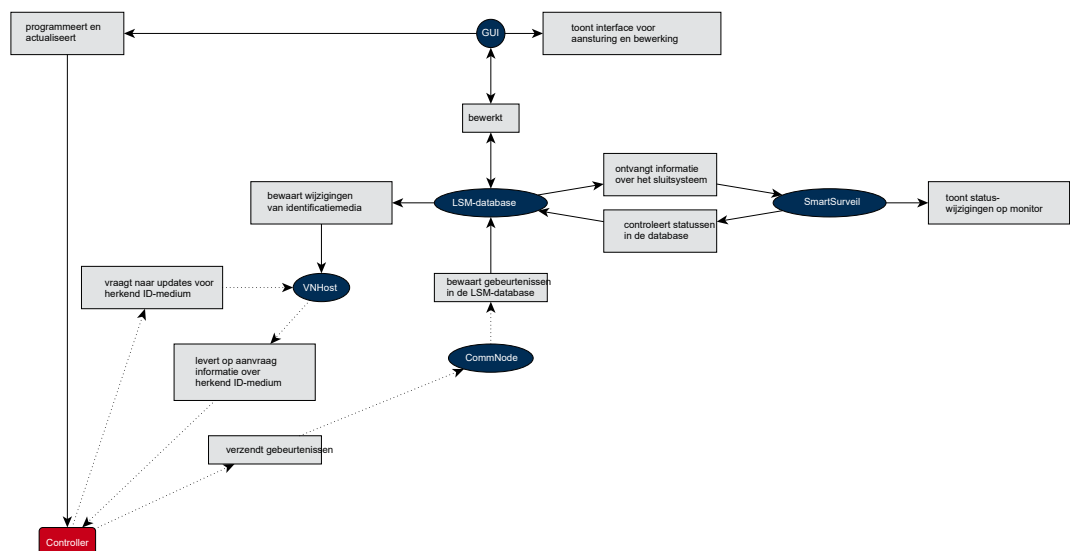 programmeert en
actualiseert
GUI
toont interface voor
aansturing en bewerking
bewerkt
bewaart wijzigingen
van identificatiemedia
LSM-database
ontvangt informatie
over het sluitsysteem
controleert statussen
in de database
SmartSurveil
toont status-
wijzigingen op monitor
vraagt naar updates voor
herkend ID-medium
VNHost
bewaart gebeurtenissen
in de LSM-database
levert op aanvraag
informatie over
herkend ID-medium
CommNode
verzendt gebeurtenissen
Controller